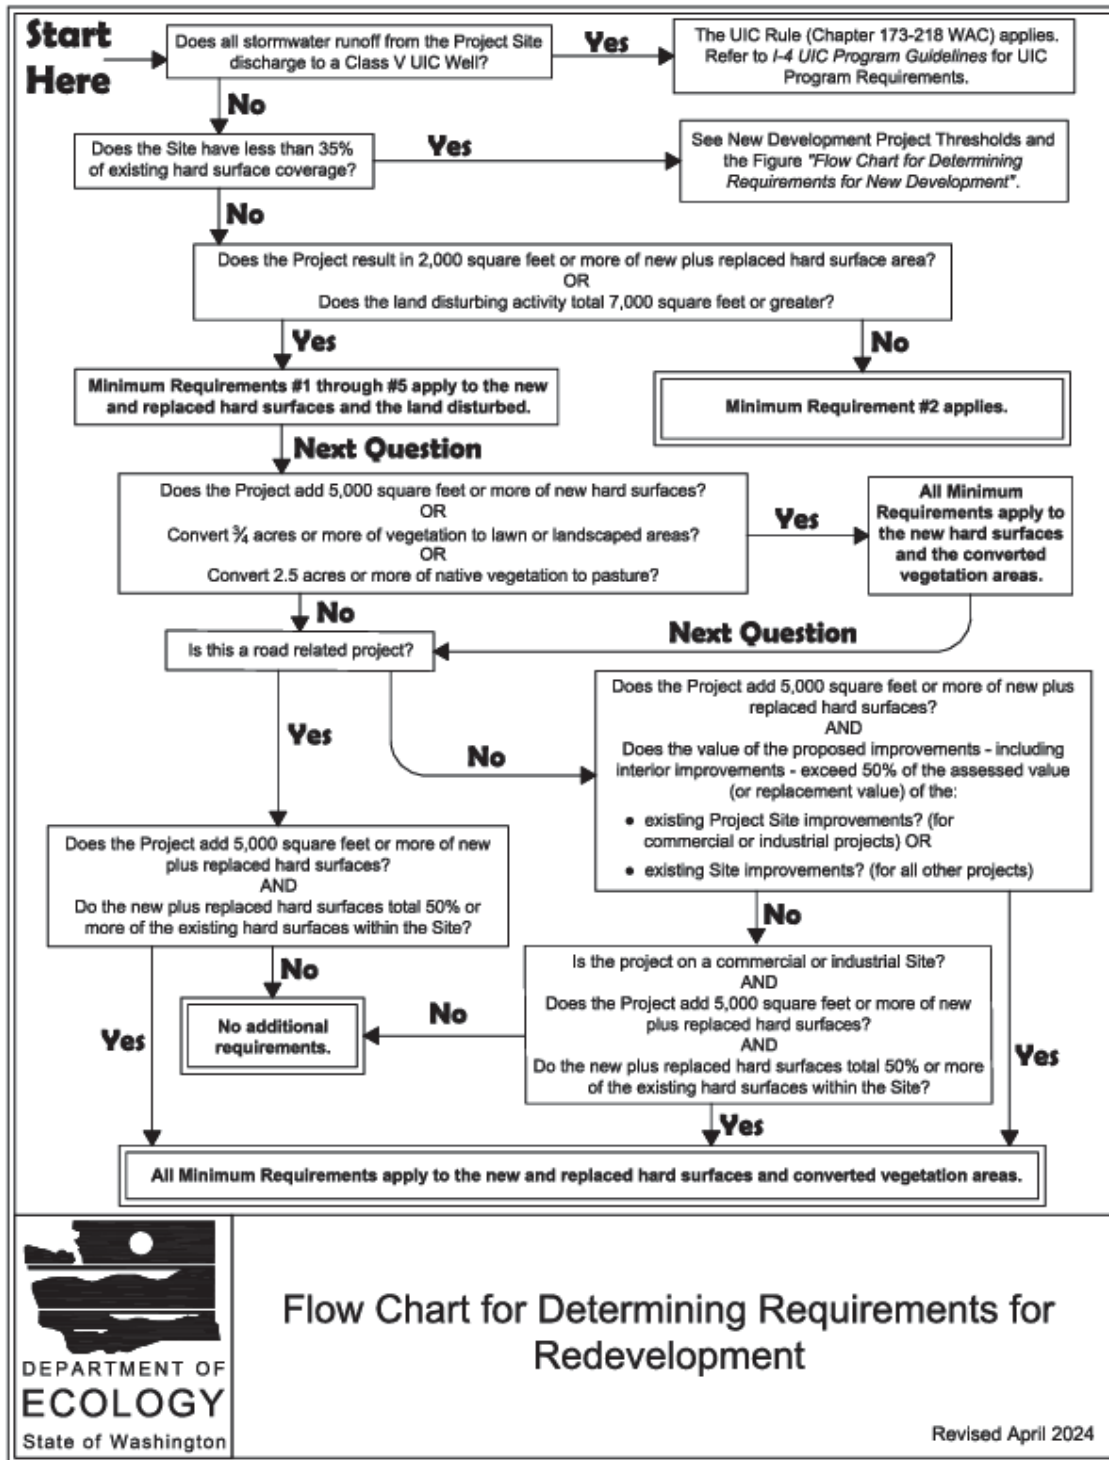 Start
Here
Does all stormwater runoff from the Project Site
discharge to a Class V UIC Well?
Yes
The UIC Rule (Chapter 173-218 WAC) applies.
Refer to I-4 UIC Program Guidelines for UIC
Program Requirements.
No
Does the Site have less than 35%
of existing hard surface coverage?
Yes
See New Development Project Thresholds and
the Figure "Flow Chart for Determining
Requirements for New Development".
No
Does the Project result in 2,000 square feet or more of new plus replaced hard surface area?
OR
Does the land disturbing activity total 7,000 square feet or greater?
Yes
No
Minimum Requirements #1 through #5 apply to the new
and replaced hard surfaces and the land disturbed.
Minimum Requirement #2 applies.
Next Question
Does the Project add 5,000 square feet or more of new hard surfaces?
OR
Convert ¾ acres or more of vegetation to lawn or landscaped areas?
OR
Convert 2.5 acres or more of native vegetation to pasture?
Yes
All Minimum
Requirements apply to
the new hard surfaces
and the converted
vegetation areas.
No
Next Question
Is this a road related project?
Yes
No
Does the Project add 5,000 square feet or more of new plus
replaced hard surfaces?
AND
Does the value of the proposed improvements - including
interior improvements - exceed 50% of the assessed value
(or replacement value) of the:
• existing Project Site improvements? (for
commercial or industrial projects) OR
• existing Site improvements? (for all other projects)
Does the Project add 5,000 square feet or more of new
plus replaced hard surfaces?
AND
Do the new plus replaced hard surfaces total 50% or
more of the existing hard surfaces within the Site?
No
No
Is the project on a commercial or industrial Site?
AND
Does the Project add 5,000 square feet or more of new
plus replaced hard surfaces?
AND
Do the new plus replaced hard surfaces total 50% or more
of the existing hard surfaces within the Site?
No
No additional
requirements.
Yes
Yes
Yes
All Minimum Requirements apply to the new and replaced hard surfaces and converted vegetation areas.
DEPARTMENT OF
ECOLOGY
State of Washington
Flow Chart for Determining Requirements for
Redevelopment
Revised April 2024